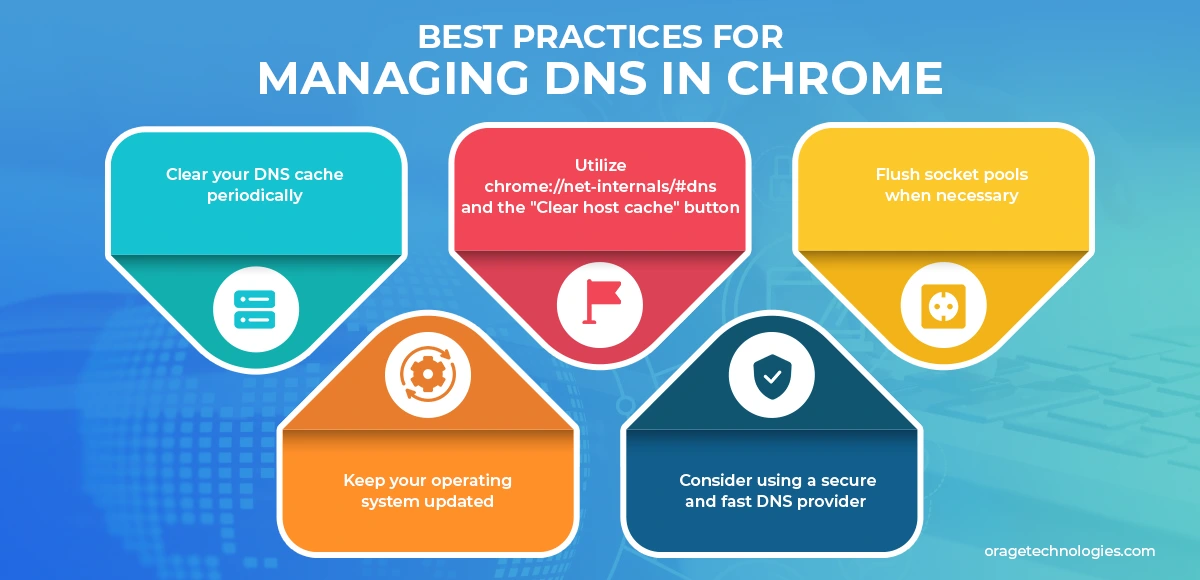 BEST PRACTICES FOR
MANAGING DNS IN CHROME
Clear your DNS cache
periodically
Utilize
chrome://net-internals/#dns
and the "Clear host cache" button
Flush socket pools
when necessary
Keep your operating
system updated
Consider using a secure
and fast DNS provider
oragetechnologies.com